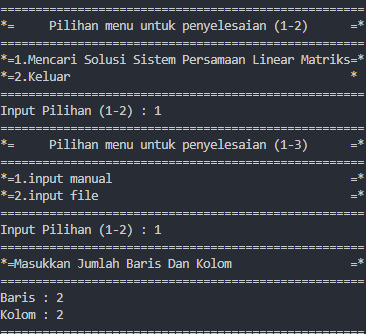 ====================================================
*=     Pilihan menu untuk penyelesaian (1-2)      =*
====================================================
*=1.Mencari Solusi Sistem Persamaan Linear Matriks=*
*=2.Keluar                                        *
====================================================
Input Pilihan (1-2) : 1
====================================================
*=     Pilihan menu untuk penyelesaian (1-3)      =*
====================================================
*=1.input manual                                  =*
*=2.input file                                    =*
====================================================
Input Pilihan (1-2) : 1
====================================================
*=Masukkan Jumlah Baris Dan Kolom                 =*
====================================================
Baris : 2
Kolom : 2
====================================================